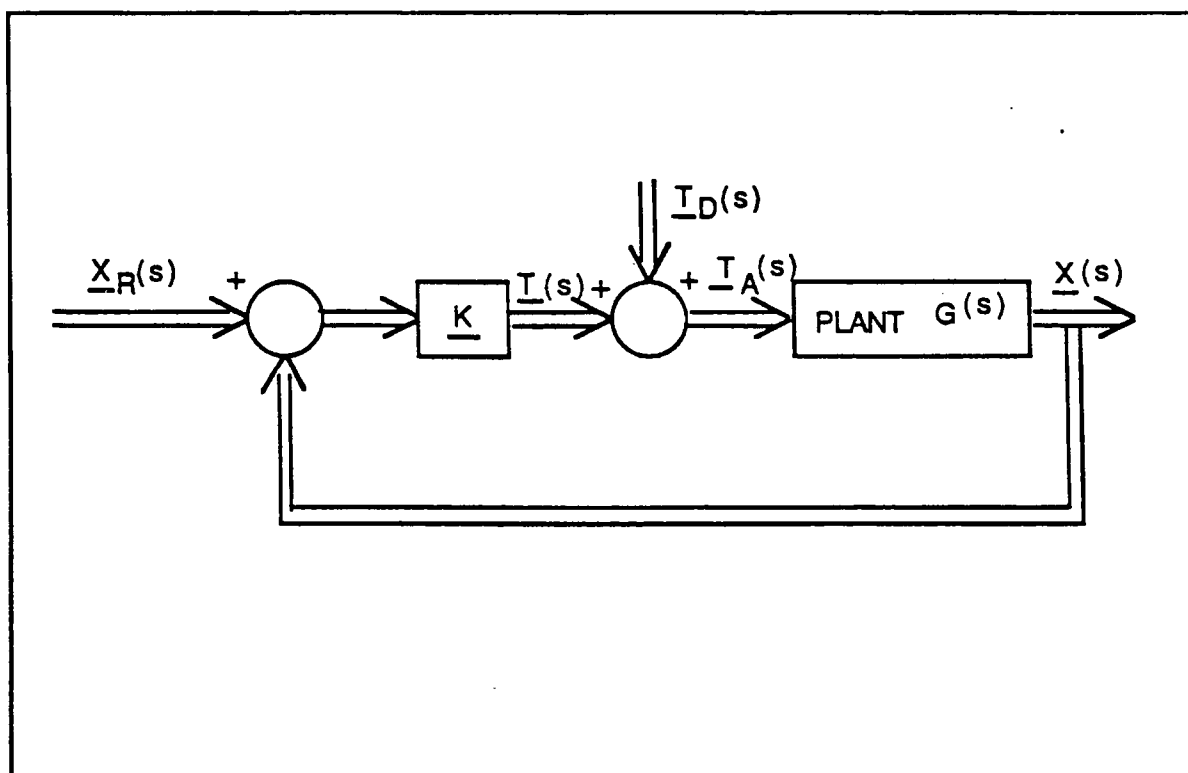 T_D(s)
X_R(s) + T(s) + + T_A(s) X(s)
K PLANT G(s)